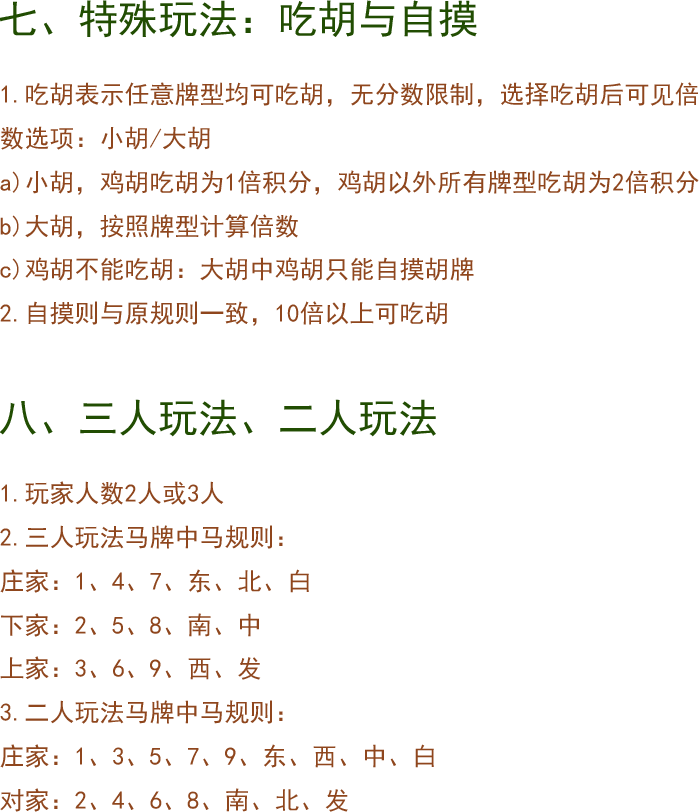 七、特殊玩法：吃胡与自摸
1.吃胡表示任意牌型均可吃胡，无分数限制，选择吃胡后可见倍
数选项：小胡/大胡
a)小胡，鸡胡吃胡为1倍积分，鸡胡以外所有牌型吃胡为2倍积分
b)大胡，按照牌型计算倍数
c)鸡胡不能吃胡：大胡中鸡胡只能自摸胡牌
2.自摸则与原规则一致，10倍以上可吃胡
八、三人玩法、二人玩法
1.玩家人数2人或3人
2.三人玩法马牌中马规则：
庄家：1、4、7、东、北、白
下家：2、5、8、南、中
上家：3、6、9、西、发
3.二人玩法马牌中马规则：
庄家：1、3、5、7、9、东、西、中、白
对家：2、4、6、8、南、北、发